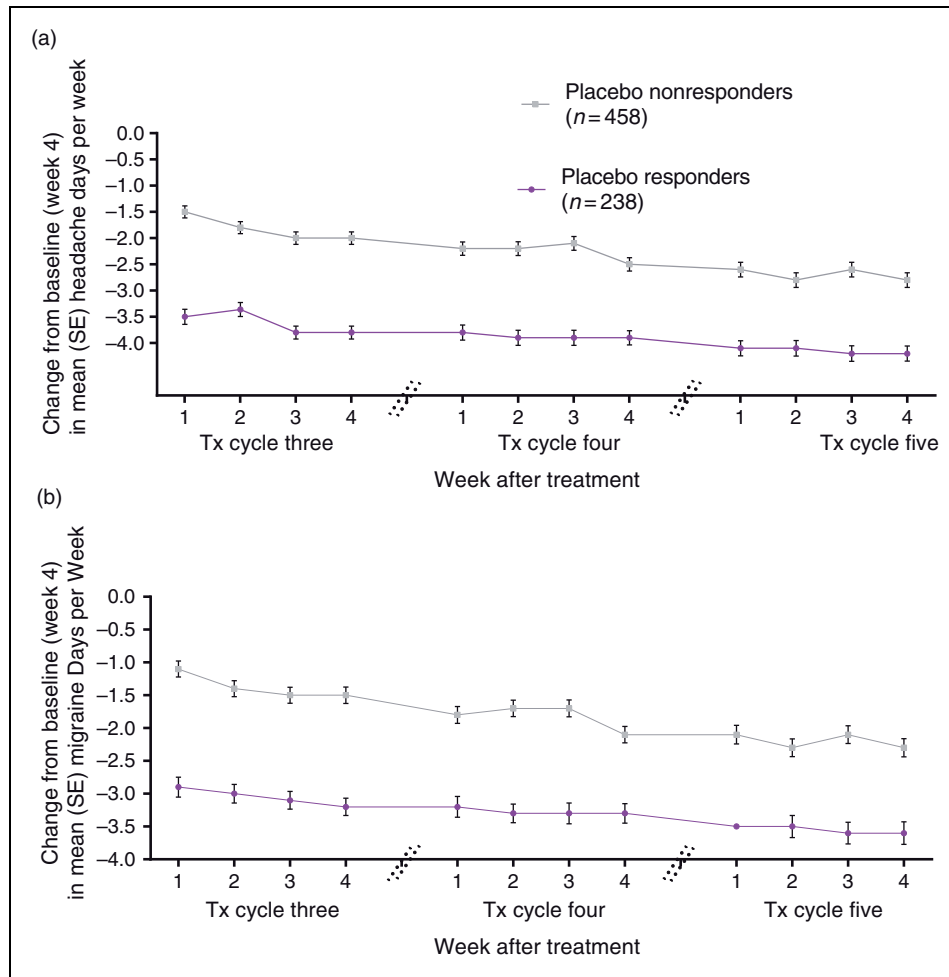 (a)
Change from baseline (week 4)
in mean (SE) headache days per week
Placebo nonresponders
(n=458)
Placebo responders
(n=238)
0.0
–0.5
–1.0
–1.5
–2.0
–2.5
–3.0
–3.5
–4.0
1 2 3 4 1 2 3 4 1 2 3 4
Tx cycle three Tx cycle four Tx cycle five
Week after treatment
(b)
Change from baseline (week 4)
in mean (SE) migraine Days per Week
0.0
–0.5
–1.0
–1.5
–2.0
–2.5
–3.0
–3.5
–4.0
1 2 3 4 1 2 3 4 1 2 3 4
Tx cycle three Tx cycle four Tx cycle five
Week after treatment